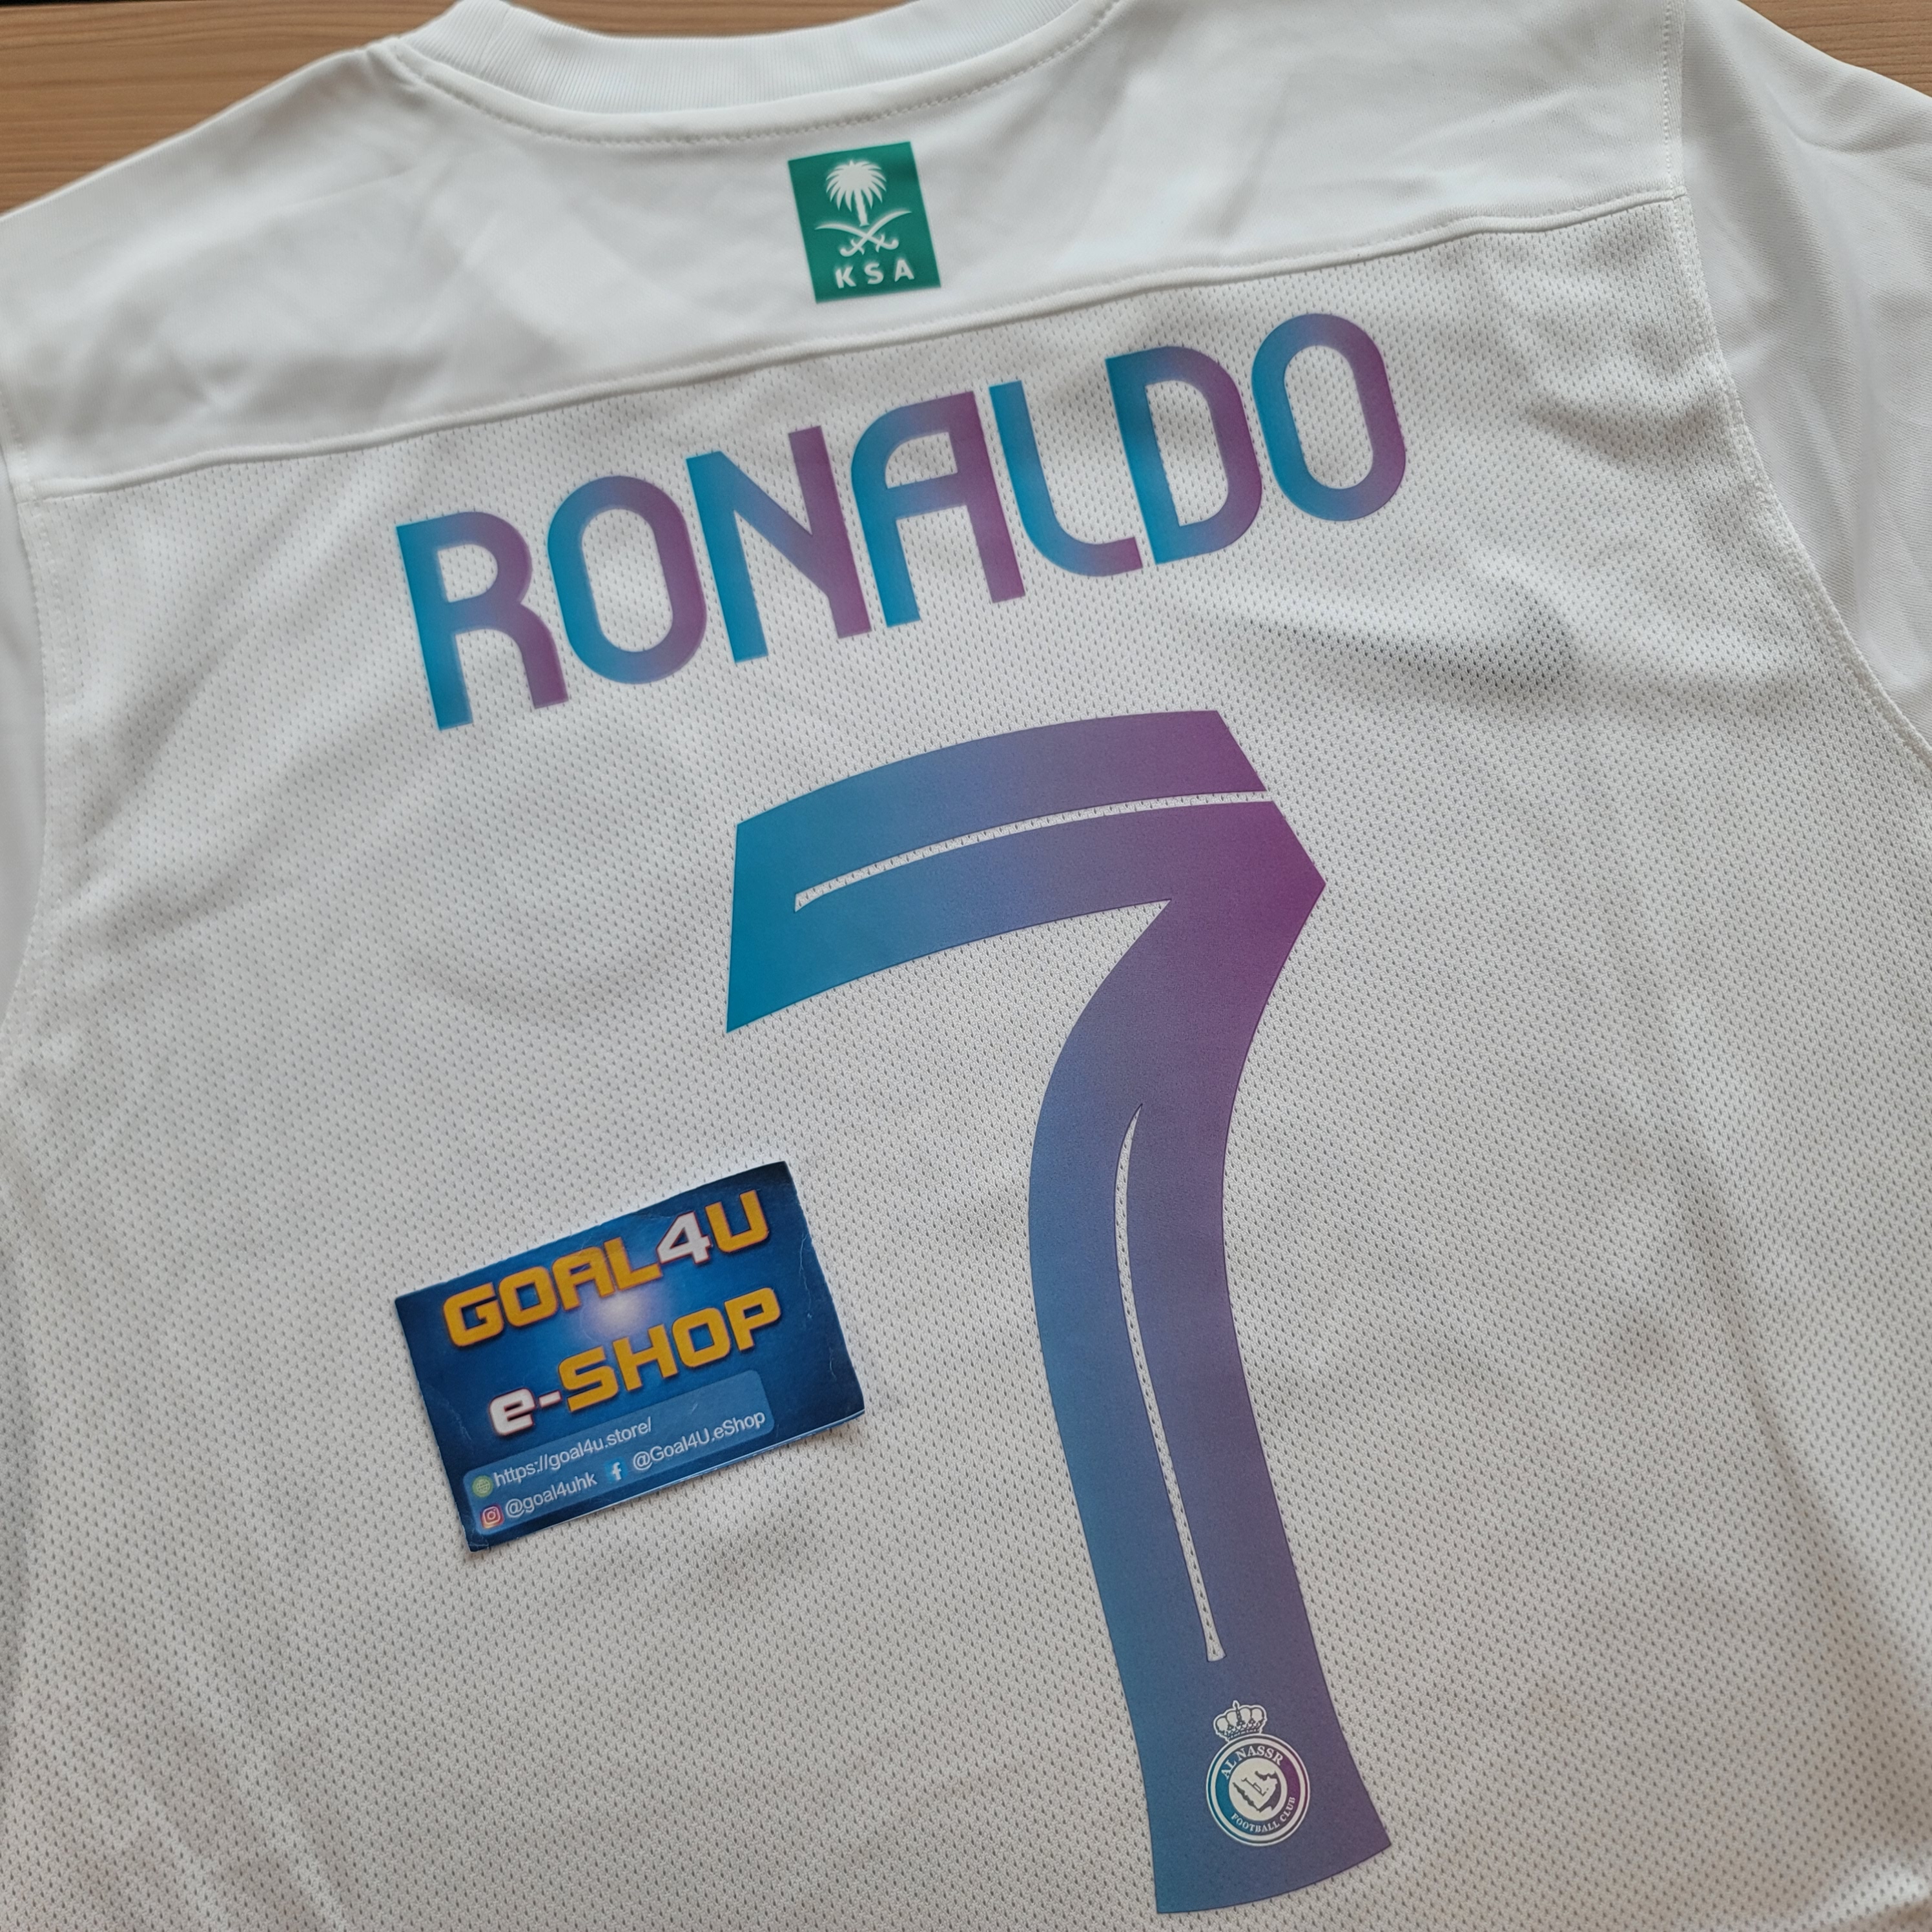 KSA
RONALDO
7
GOAL4U
e-SHOP
https://goal4u.store/
@goal4uhk @Goal4U.eShop
AL NASSR
FOOTBALL CLUB